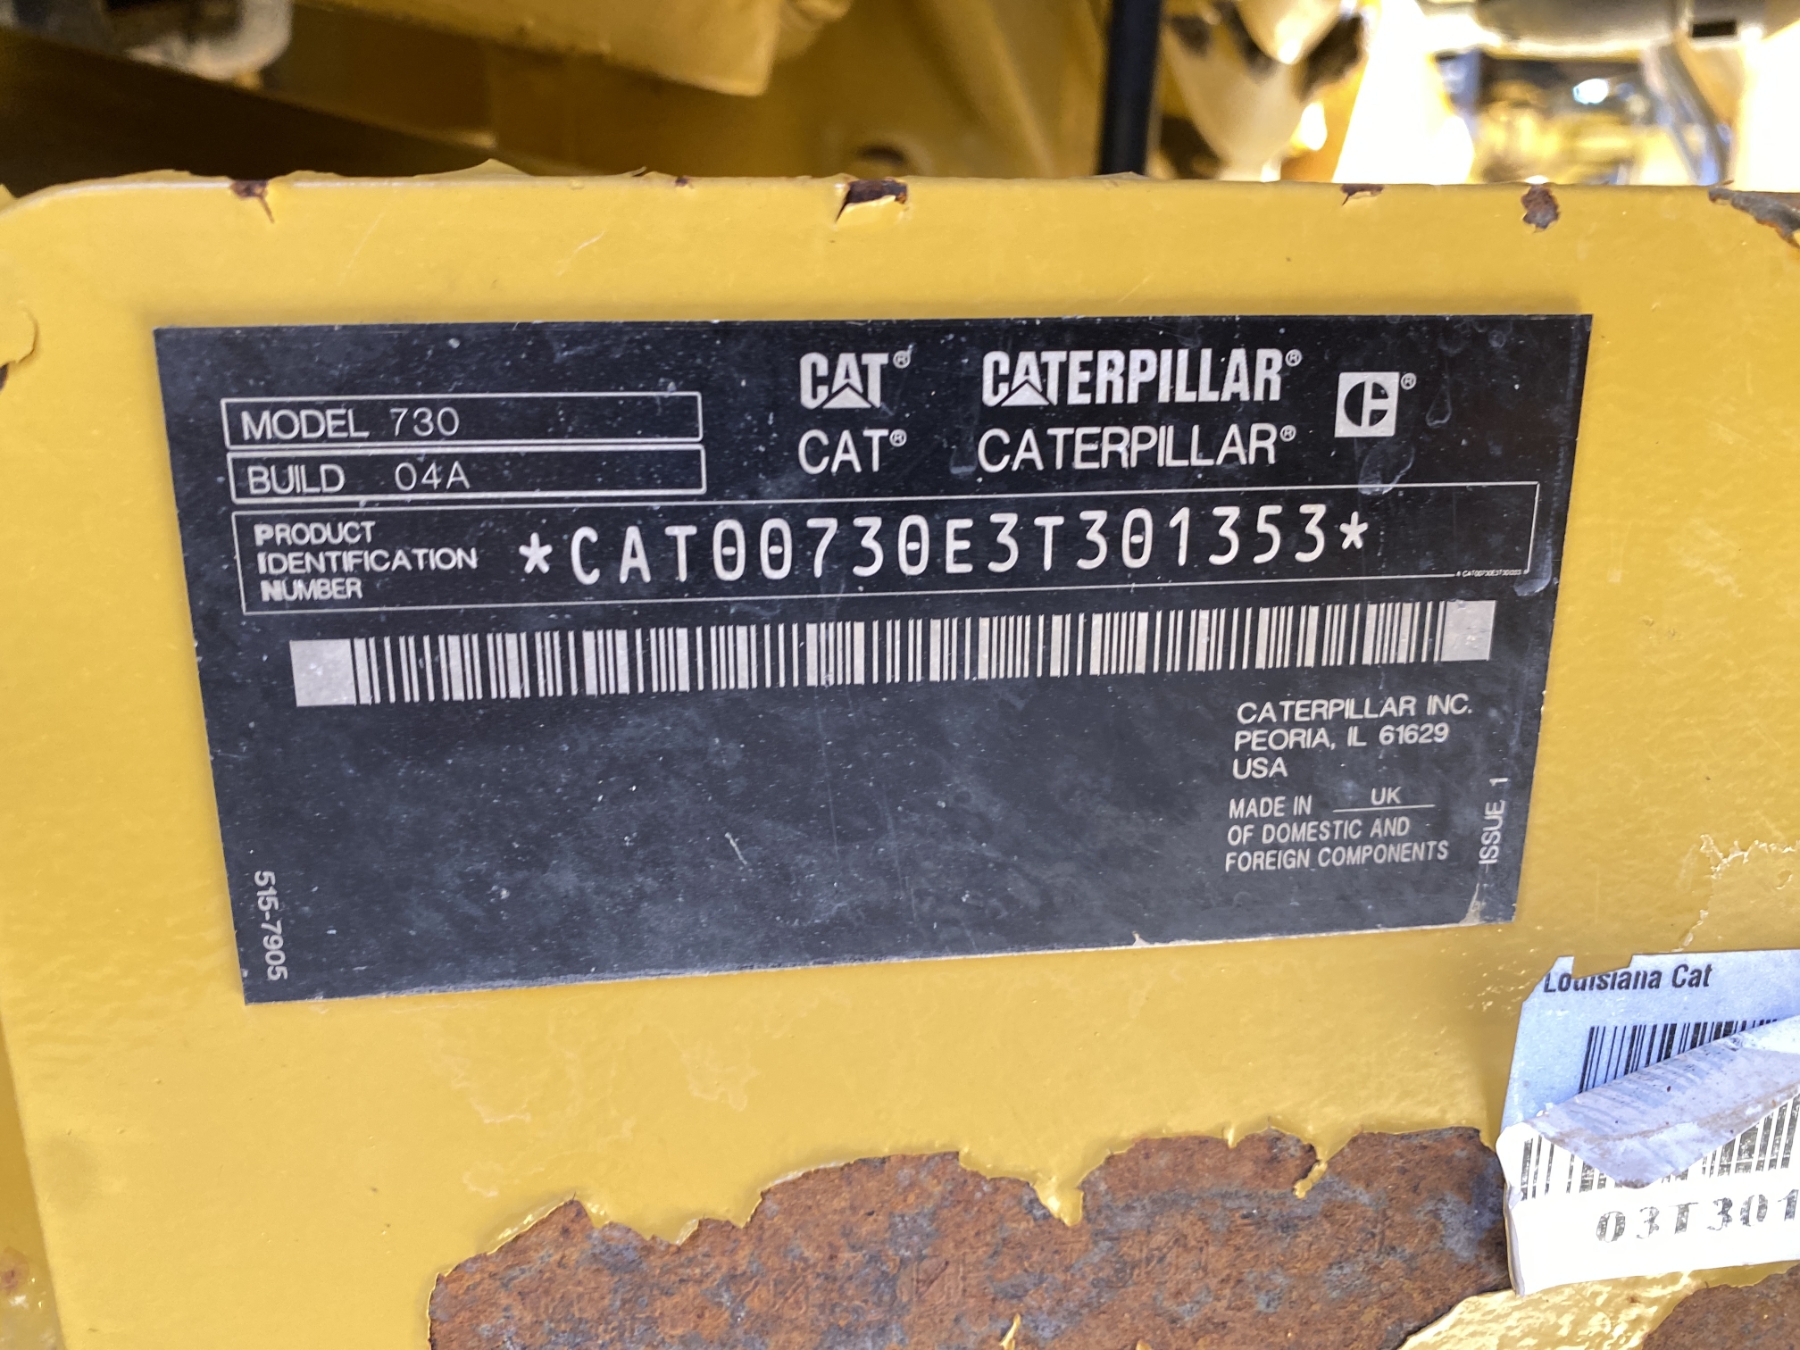 CAT® CATERPILLAR® C®
CAT® CATERPILLAR®
MODEL 730
BUILD 04A
PRODUCT
IDENTIFICATION
NUMBER
*CAT00730E3T301353*
CATERPILLAR INC.
PEORIA, IL 61629
USA
MADE IN UK
OF DOMESTIC AND
FOREIGN COMPONENTS
ISSUE 1
515-7905
Louisiana Cat
03T301